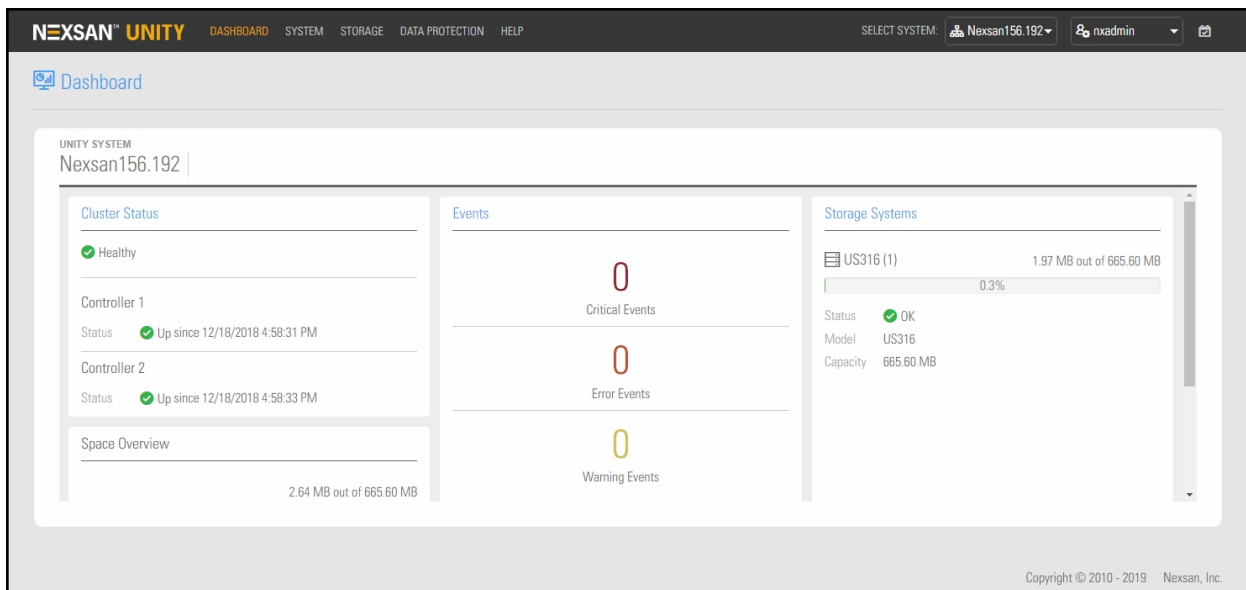 NEXSAN™ UNITY DASHBOARD SYSTEM STORAGE DATA PROTECTION HELP SELECT SYSTEM: Nexsan156.192 nxadmin
Dashboard
UNITY SYSTEM
Nexsan156.192
Cluster Status
Healthy
Controller 1
Status Up since 12/18/2018 4:58:31 PM
Controller 2
Status Up since 12/18/2018 4:58:33 PM
Space Overview
2.64 MB out of 665.60 MB
Events
0
Critical Events
0
Error Events
0
Warning Events
Storage Systems
US316 (1) 1.97 MB out of 665.60 MB
0.3%
Status OK
Model US316
Capacity 665.60 MB
Copyright © 2010 - 2019 Nexsan, Inc.